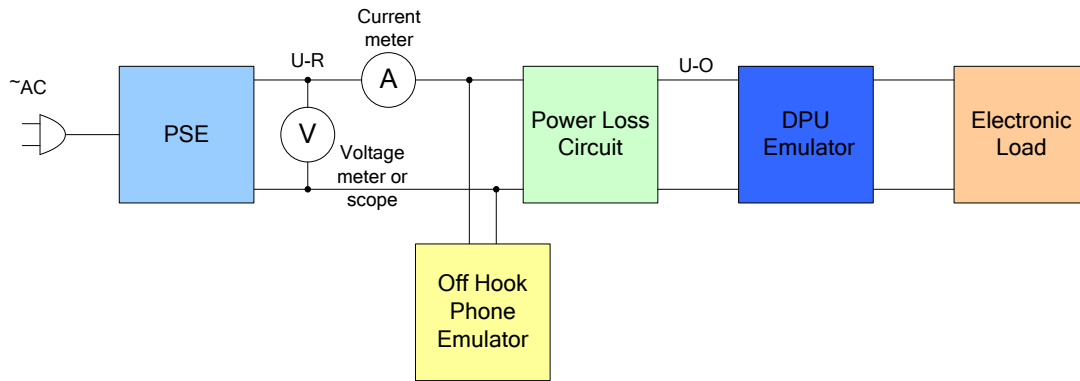 Current
meter
U-R
U-O
~AC
A
PSE
V
Voltage
meter or
scope
Power Loss
Circuit
DPU
Emulator
Electronic
Load
Off Hook
Phone
Emulator